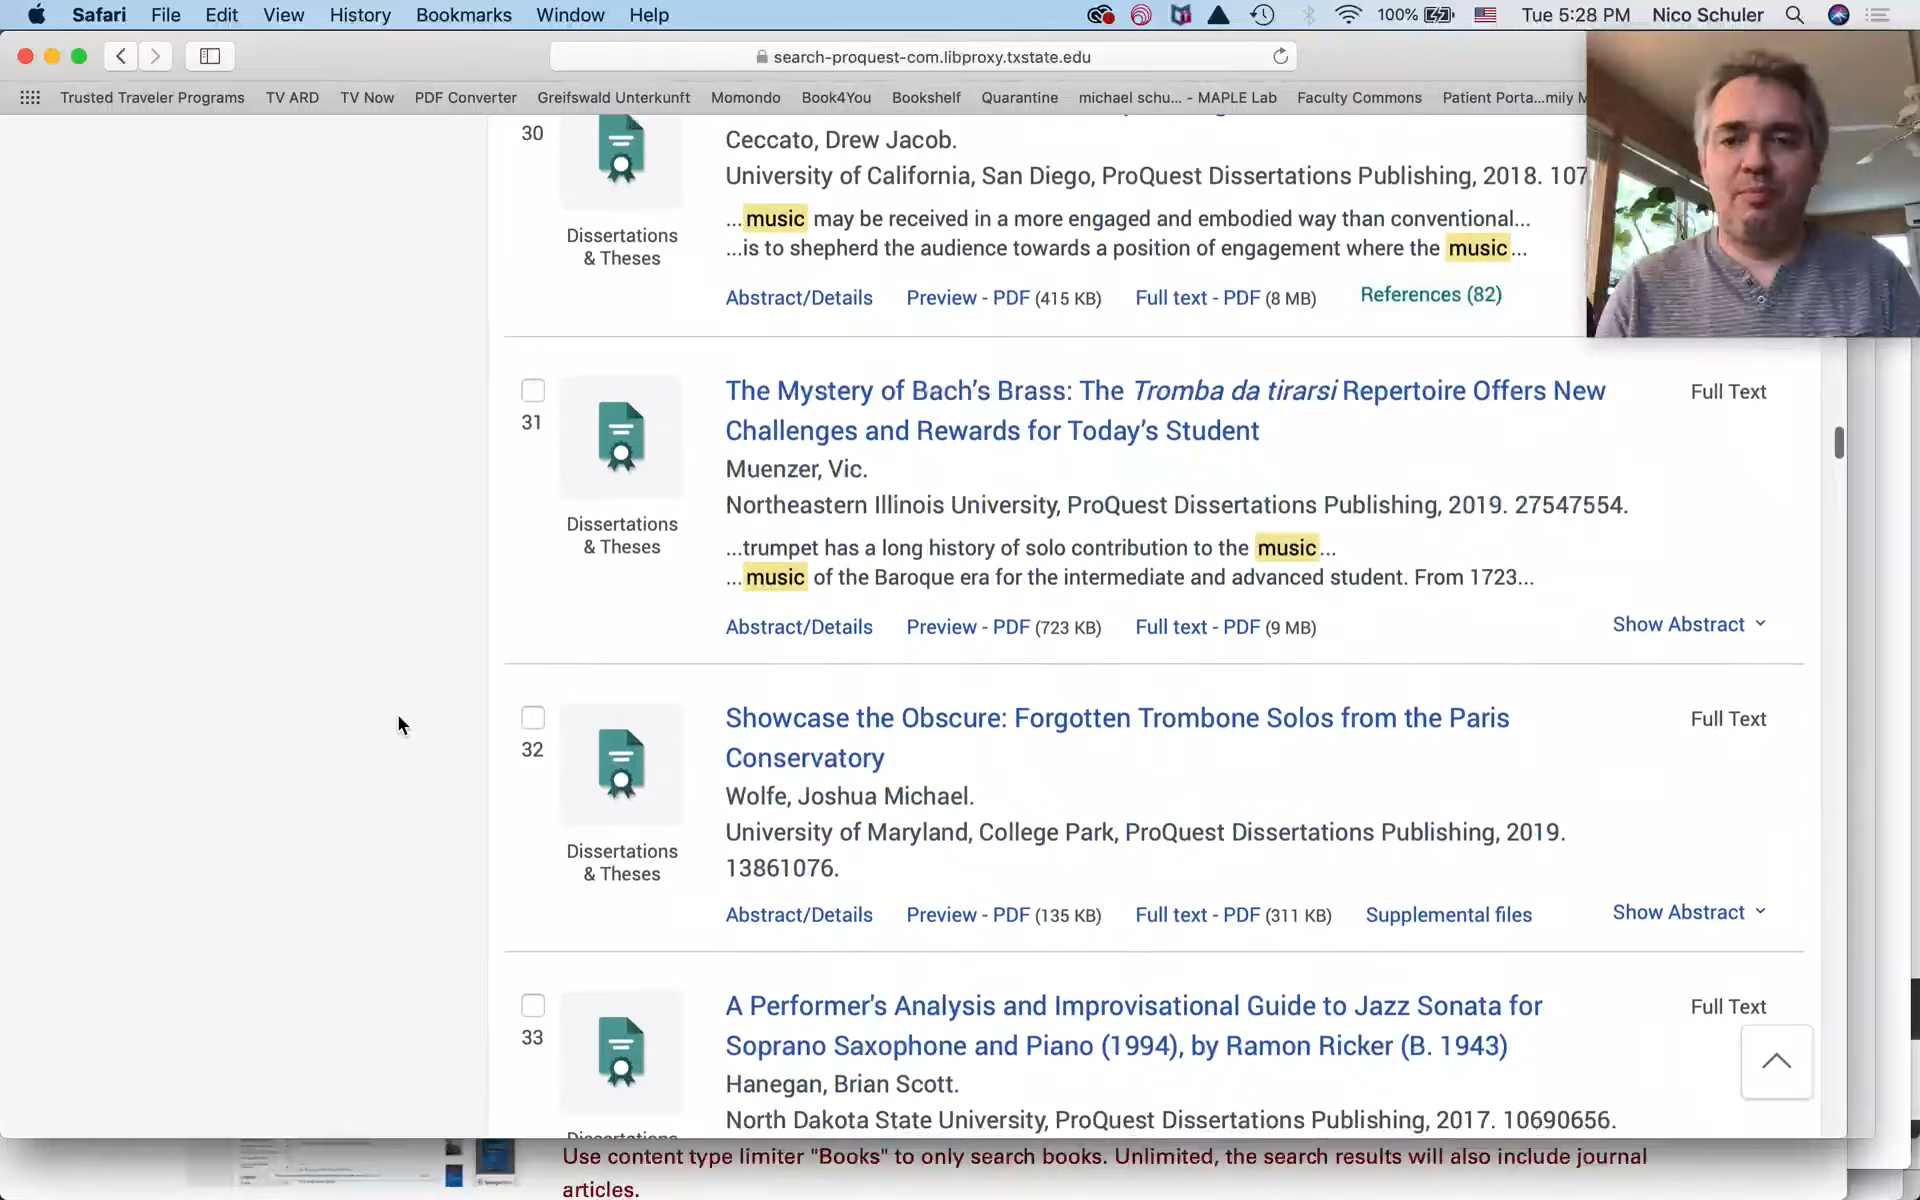 Safari File Edit View History Bookmarks Window Help 100% Tue 5:28 PM Nico Schuler
search-proquest-com.libproxy.txstate.edu
Trusted Traveler Programs TV ARD TV Now PDF Converter Greifswald Unterkunft Momondo Book4You Bookshelf Quarantine michael schu... - MAPLE Lab Faculty Commons Patient Porta...mily M
30
Ceccato, Drew Jacob.
University of California, San Diego, ProQuest Dissertations Publishing, 2018. 107
...music may be received in a more engaged and embodied way than conventional...
...is to shepherd the audience towards a position of engagement where the music...
Dissertations
& Theses
Abstract/Details Preview - PDF (415 KB) Full text - PDF (8 MB) References (82)
31
The Mystery of Bach's Brass: The Tromba da tirarsi Repertoire Offers New
Challenges and Rewards for Today's Student
Full Text
Muenzer, Vic.
Northeastern Illinois University, ProQuest Dissertations Publishing, 2019. 27547554.
...trumpet has a long history of solo contribution to the music...
...music of the Baroque era for the intermediate and advanced student. From 1723...
Dissertations
& Theses
Abstract/Details Preview - PDF (723 KB) Full text - PDF (9 MB) Show Abstract
32
Showcase the Obscure: Forgotten Trombone Solos from the Paris
Conservatory
Full Text
Wolfe, Joshua Michael.
University of Maryland, College Park, ProQuest Dissertations Publishing, 2019.
13861076.
Dissertations
& Theses
Abstract/Details Preview - PDF (135 KB) Full text - PDF (311 KB) Supplemental files Show Abstract
33
A Performer's Analysis and Improvisational Guide to Jazz Sonata for
Soprano Saxophone and Piano (1994), by Ramon Ricker (B. 1943)
Full Text
Hanegan, Brian Scott.
North Dakota State University, ProQuest Dissertations Publishing, 2017. 10690656.
Dissertations
Use content type limiter "Books" to only search books. Unlimited, the search results will also include journal
articles.